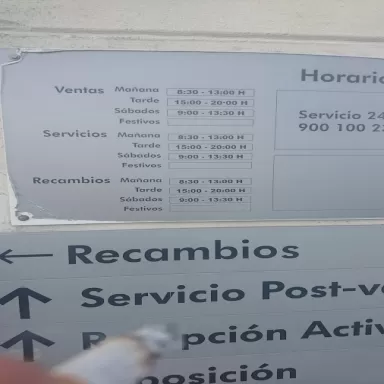 Horario
Ventas Mañana 8:30 - 13:00 H
Tarde 15:00 - 20:00 H
Sábados 9:00 - 13:30 H
Festivos
Servicio 24
900 100 2
Servicios Mañana 8:30 - 13:00 H
Tarde 15:00 - 20:00 H
Sábados 9:00 - 13:30 H
Festivos
Recambios Mañana 8:30 - 13:00 H
Tarde 15:00 - 20:00 H
Sábados 9:00 - 13:30 H
Festivos
← Recambios
↑ Servicio Post-v
↑ R pción Activ
posición